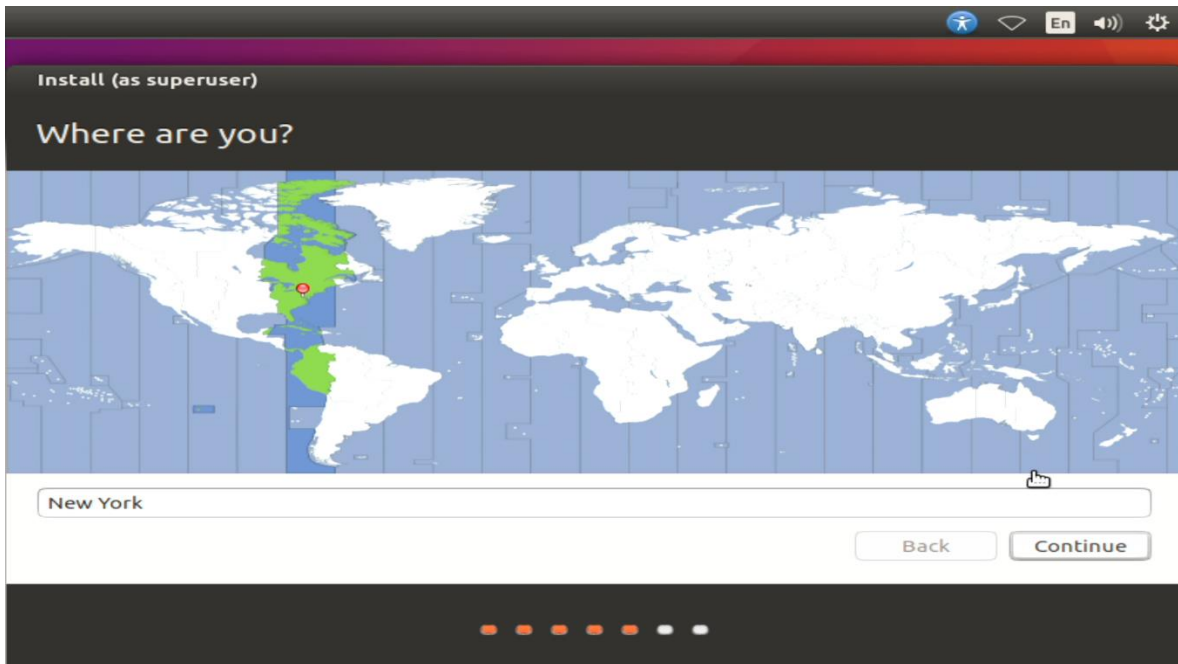 En
Install (as superuser)
Where are you?
New York
Back Continue